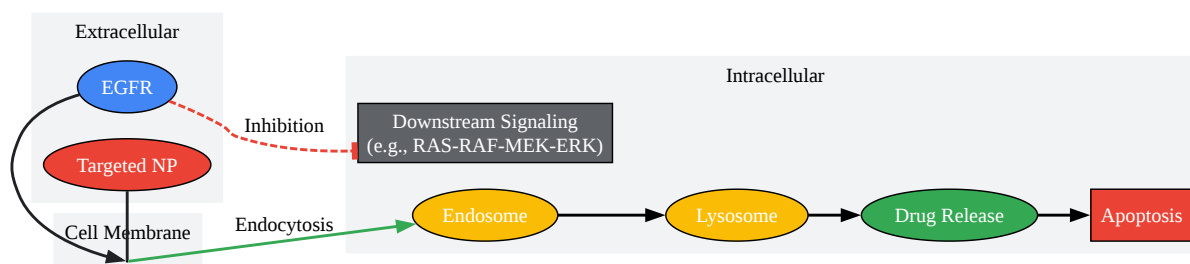 Extracellular
EGFR
Targeted NP
Cell Membrane
Inhibition
Endocytosis
Intracellular
Downstream Signaling
(e.g., RAS-RAF-MEK-ERK)
Endosome
Lysosome
Drug Release
Apoptosis